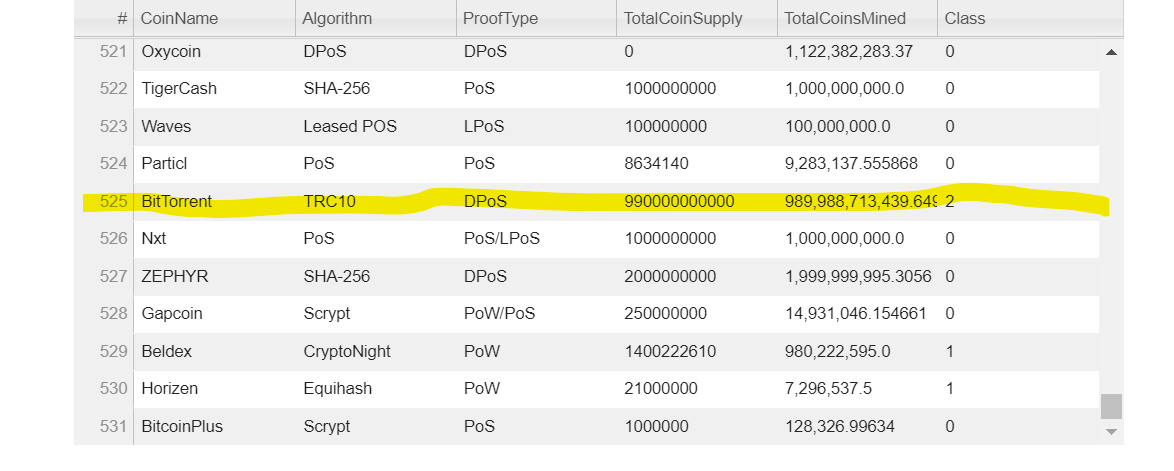 # CoinName Algorithm ProofType TotalCoinSupply TotalCoinsMined Class
521 Oxycoin DPoS DPoS 0 1,122,382,283.37 0
522 TigerCash SHA-256 PoS 1000000000 1,000,000,000.0 0
523 Waves Leased POS LPoS 100000000 100,000,000.0 0
524 Particl PoS PoS 8634140 9,283,137.555868 0
525 BitTorrent TRC10 DPoS 990000000000 989,988,713,439.649 2
526 Nxt PoS PoS/LPoS 1000000000 1,000,000,000.0 0
527 ZEPHYR SHA-256 DPoS 2000000000 1,999,999,995.3056 0
528 Gapcoin Scrypt PoW/PoS 250000000 14,931,046.154661 0
529 Beldex CryptoNight PoW 1400222610 980,222,595.0 1
530 Horizen Equihash PoW 21000000 7,296,537.5 1
531 BitcoinPlus Scrypt PoS 1000000 128,326.99634 0